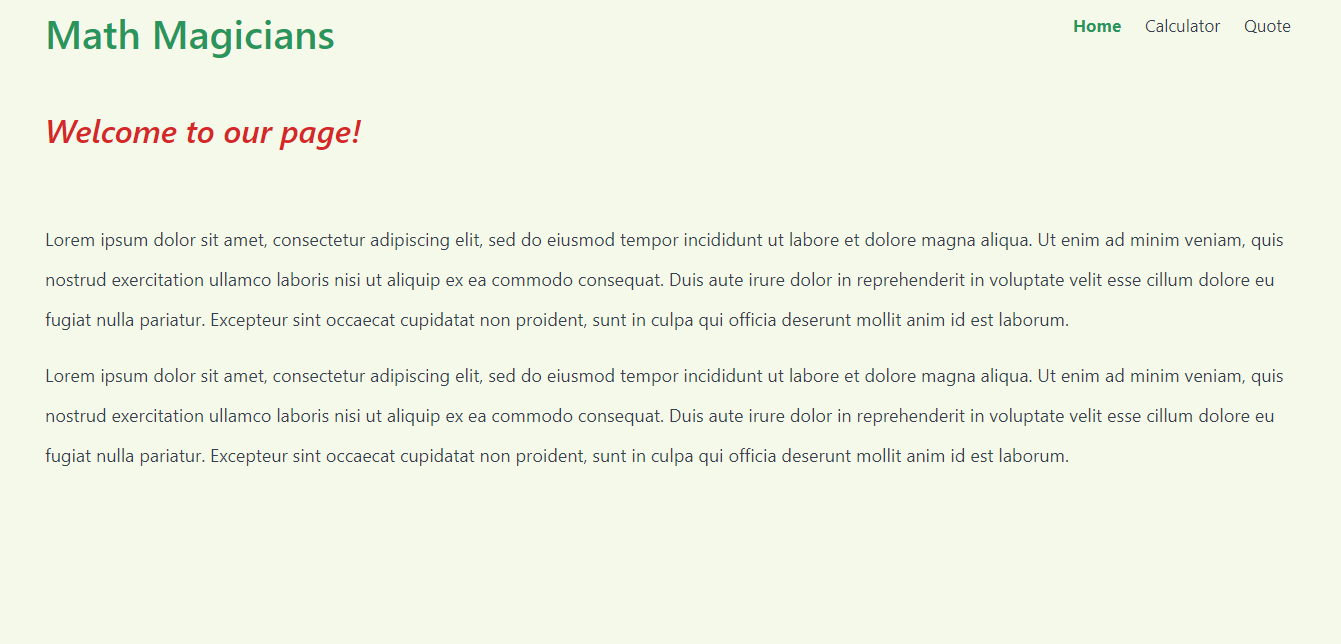 Math Magicians
Home Calculator Quote
Welcome to our page!
Lorem ipsum dolor sit amet, consectetur adipiscing elit, sed do eiusmod tempor incididunt ut labore et dolore magna aliqua. Ut enim ad minim veniam, quis
nostrud exercitation ullamco laboris nisi ut aliquip ex ea commodo consequat. Duis aute irure dolor in reprehenderit in voluptate velit esse cillum dolore eu
fugiat nulla pariatur. Excepteur sint occaecat cupidatat non proident, sunt in culpa qui officia deserunt mollit anim id est laborum.
Lorem ipsum dolor sit amet, consectetur adipiscing elit, sed do eiusmod tempor incididunt ut labore et dolore magna aliqua. Ut enim ad minim veniam, quis
nostrud exercitation ullamco laboris nisi ut aliquip ex ea commodo consequat. Duis aute irure dolor in reprehenderit in voluptate velit esse cillum dolore eu
fugiat nulla pariatur. Excepteur sint occaecat cupidatat non proident, sunt in culpa qui officia deserunt mollit anim id est laborum.